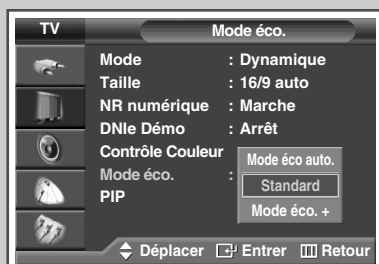 TV
Mode éco.
Mode : Dynamique
Taille : 16/9 auto
NR numérique : Marche
DNIe Démo : Arrêt
Contrôle Couleur
Mode éco. :
PIP
Mode éco auto.
Standard
Mode éco. +
Déplacer Entrer Retour